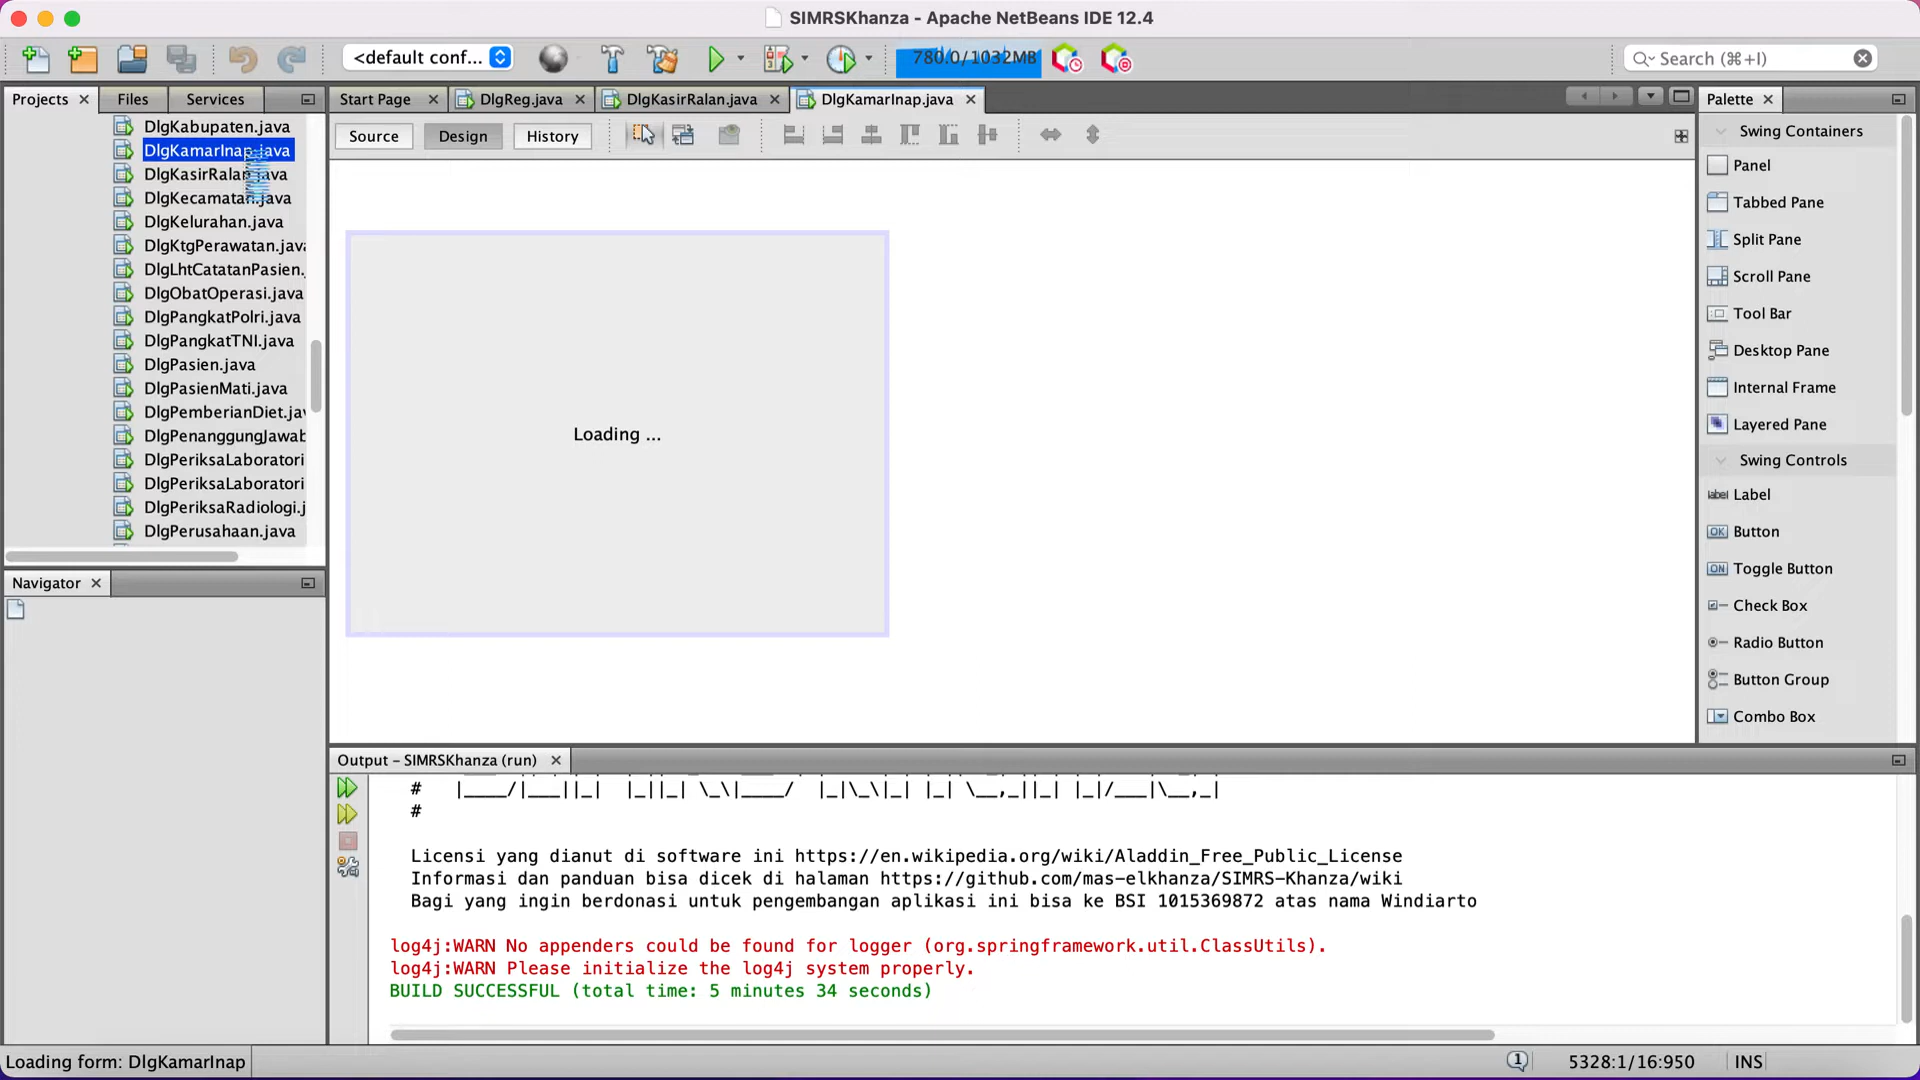 SIMRSKhanza - Apache NetBeans IDE 12.4
<default conf...
780.0/1032MB
Search (⌘+I)
Projects
Files
Services
Start Page
DlgReg.java
DlgKasirRalan.java
DlgKamarInap.java
Palette
Source
Design
History
DlgKabupaten.java
DlgKamarInap.java
DlgKasirRalan.java
DlgKecamatan.java
DlgKelurahan.java
DlgKtgPerawatan.java
DlgLhtCatatanPasien.
DlgObatOperasi.java
DlgPangkatPolri.java
DlgPangkatTNI.java
DlgPasien.java
DlgPasienMati.java
DlgPemberianDiet.jav
DlgPenanggungJawab
DlgPeriksaLaboratori
DlgPeriksaLaboratori
DlgPeriksaRadiologi.j
DlgPerusahaan.java
Navigator
Loading ...
Swing Containers
Panel
Tabbed Pane
Split Pane
Scroll Pane
Tool Bar
Desktop Pane
Internal Frame
Layered Pane
Swing Controls
Label
Button
Toggle Button
Check Box
Radio Button
Button Group
Combo Box
Output - SIMRSKhanza (run)
#   |____/|___||_|  |_||_| \_\|____/  |_|\_\|_| |_| \__,_||_| |_|/___|\__,_|
#
Licensi yang dianut di software ini https://en.wikipedia.org/wiki/Aladdin_Free_Public_License
Informasi dan panduan bisa dicek di halaman https://github.com/mas-elkhanza/SIMRS-Khanza/wiki
Bagi yang ingin berdonasi untuk pengembangan aplikasi ini bisa ke BSI 1015369872 atas nama Windiarto
log4j:WARN No appenders could be found for logger (org.springframework.util.ClassUtils).
log4j:WARN Please initialize the log4j system properly.
BUILD SUCCESSFUL (total time: 5 minutes 34 seconds)
Loading form: DlgKamarInap
1
5328:1/16:950
INS